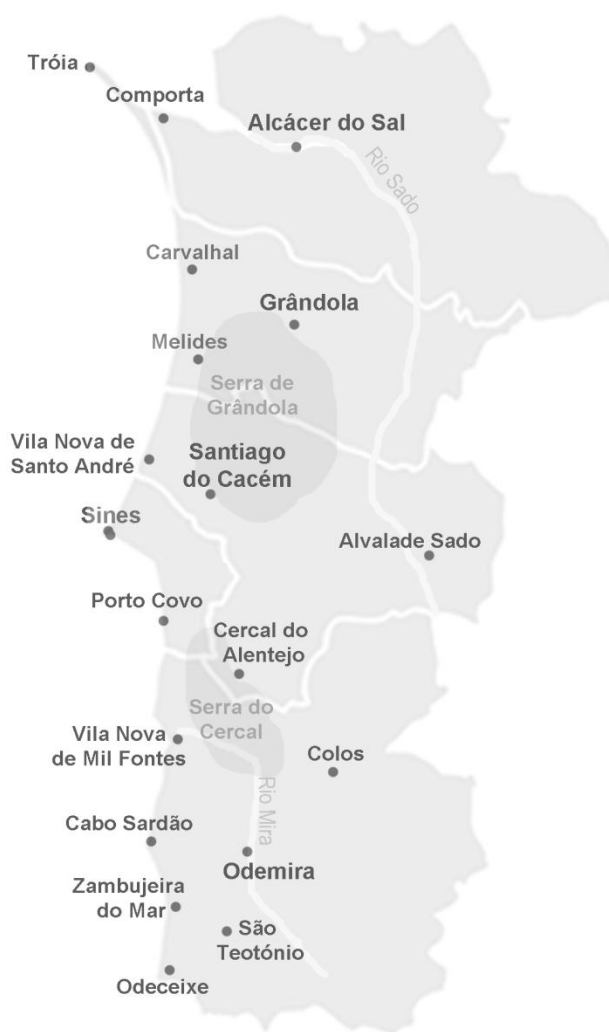 Tróia
Comporta
Alcácer do Sal
Rio Sado
Carvalhal
Grândola
Melides
Serra de
Grândola
Vila Nova de
Santo André
Santiago
do Cacém
Sines
Alvalade Sado
Porto Covo
Cercal do
Alentejo
Serra do
Cercal
Vila Nova
de Mil Fontes
Colos
Rio Mira
Cabo Sardão
Odemira
Zambujeira
do Mar
São
Teotónio
Odeceixe